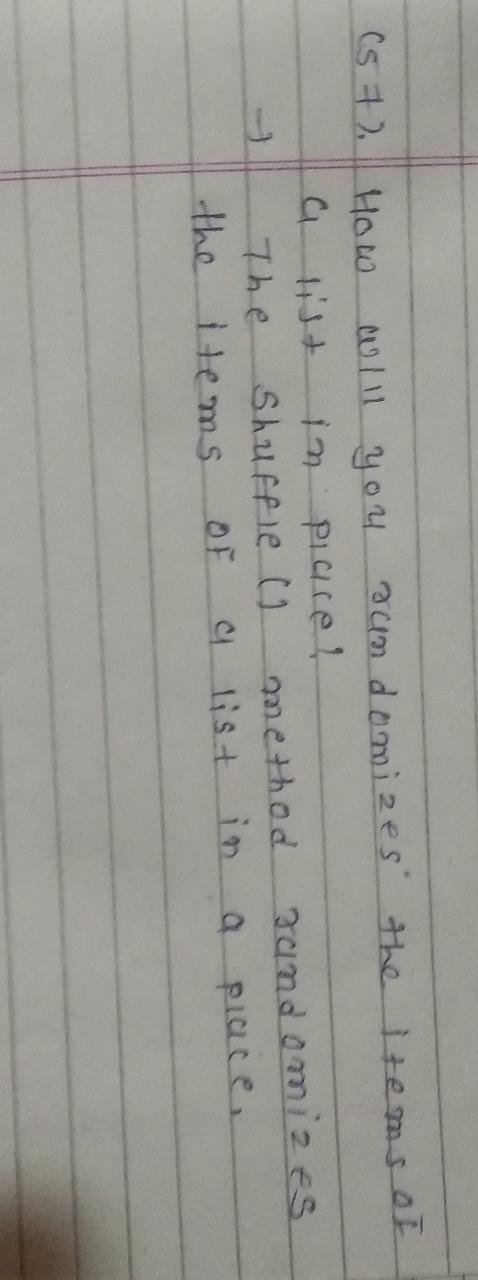 (57). How will you randomizes the items of
a list in place?
→ The shuffle () method randomizes
the items of a list in a place.